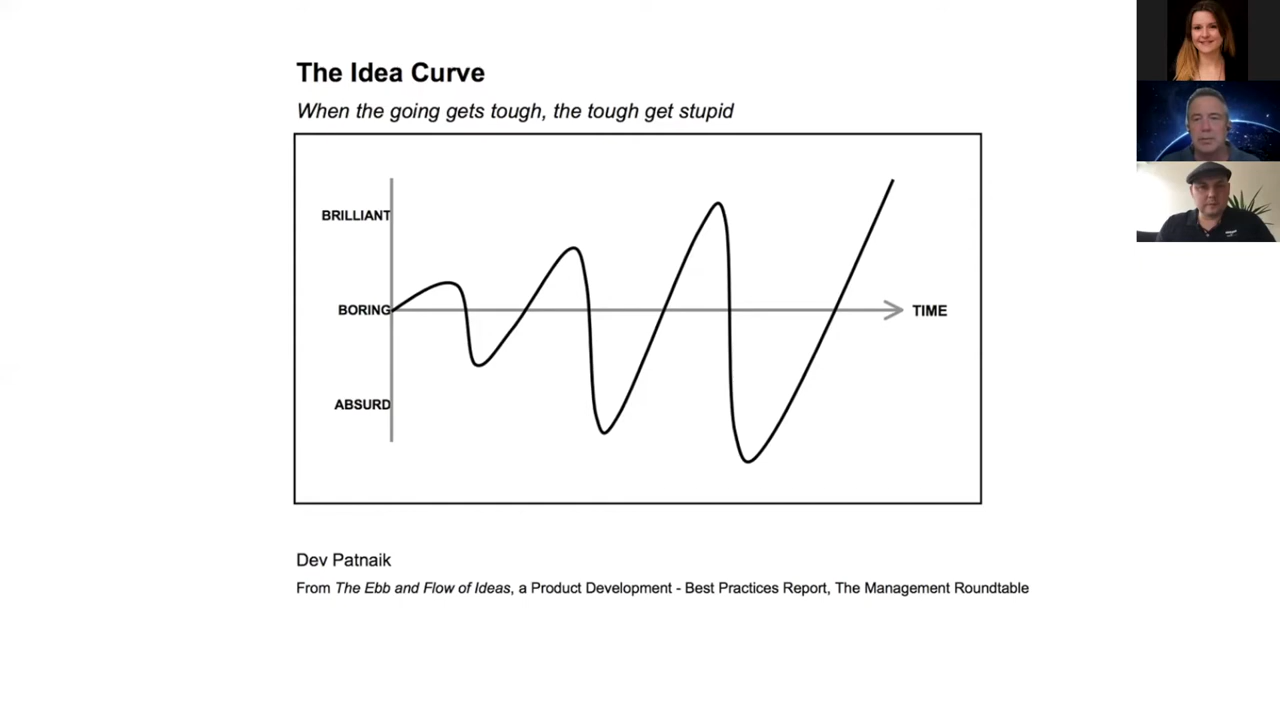 The Idea Curve
When the going gets tough, the tough get stupid
BRILLIANT
BORING
TIME
ABSURD
Dev Patnaik
From The Ebb and Flow of Ideas, a Product Development - Best Practices Report, The Management Roundtable